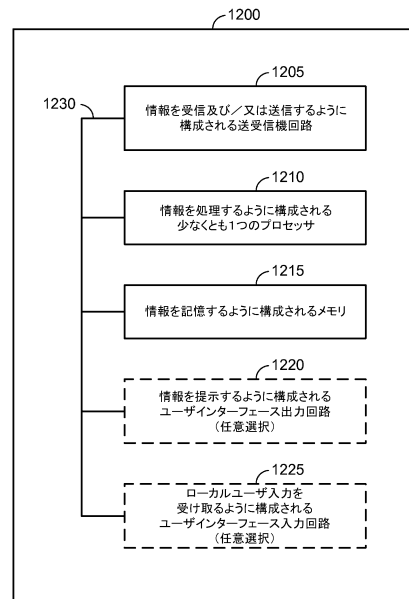 1200
1205
1230
情報を受信及び／又は送信するように
構成される送受信機回路
1210
情報を処理するように構成される
少なくとも1つのプロセッサ
1215
情報を記憶するように構成されるメモリ
1220
情報を提示するように構成される
ユーザインターフェース出力回路
(任意選択)
1225
ローカルユーザ入力を
受け取るように構成される
ユーザインターフェース入力回路
(任意選択)